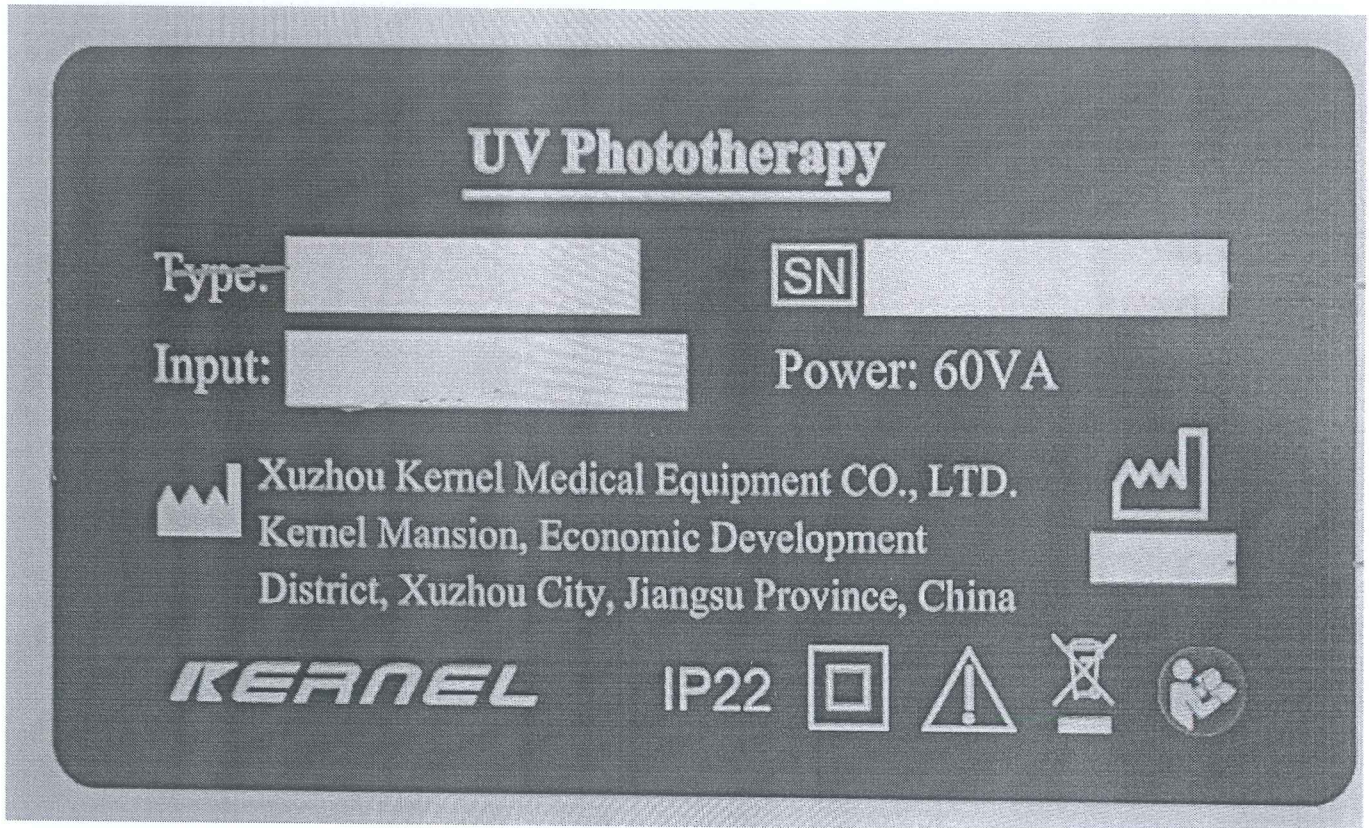 UV Phototherapy
Type:
SN
Input:
Power: 60VA
Xuzhou Kernel Medical Equipment CO., LTD.
Kernel Mansion, Economic Development
District, Xuzhou City, Jiangsu Province, China
KERNEL
IP22